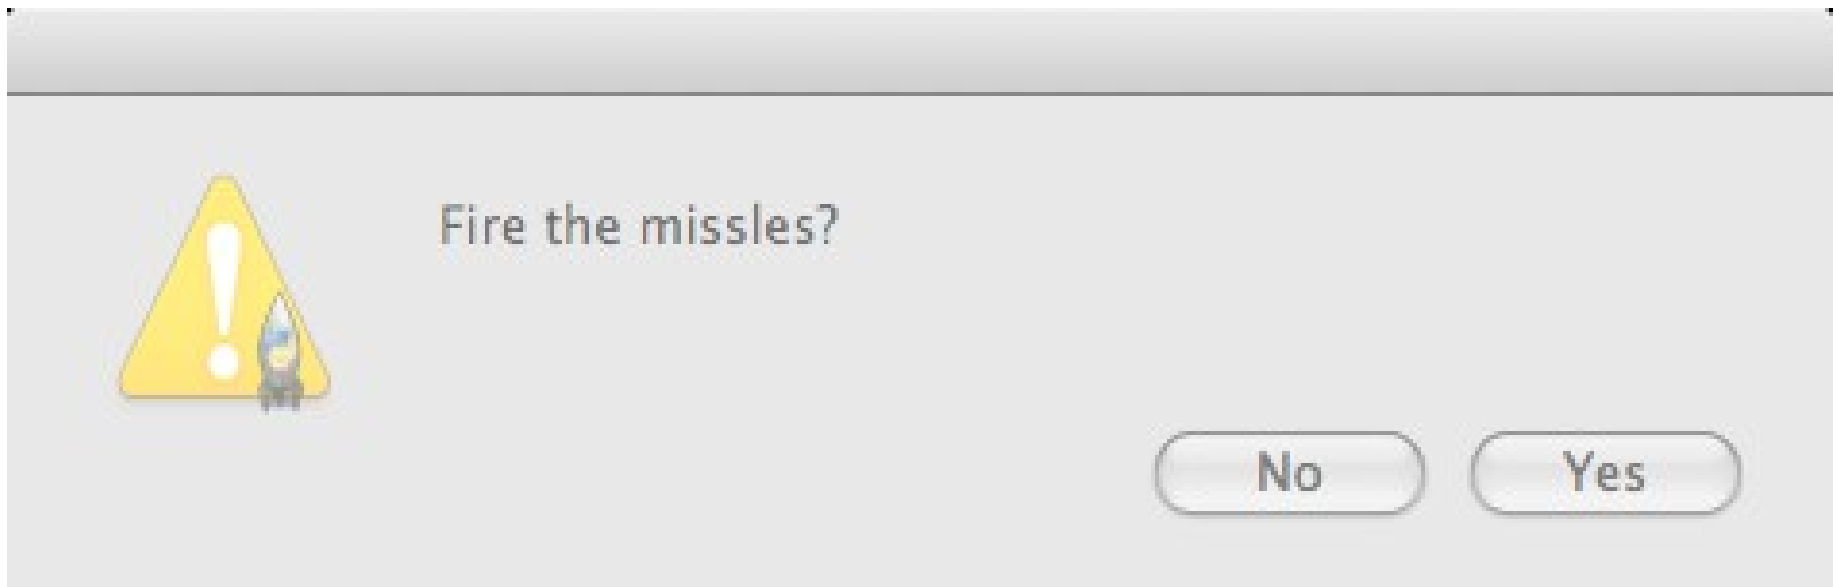 Fire the missles?
No Yes